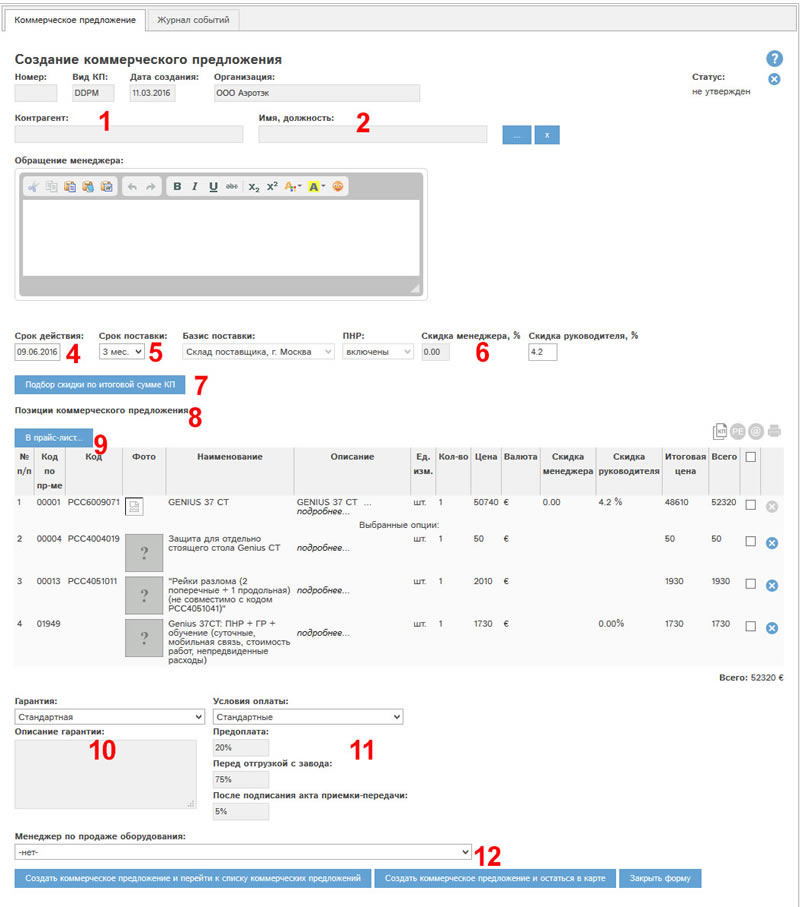 Коммерческое предложение Журнал событий
Создание коммерческого предложения ?
Номер: Вид КП: Дата создания: Организация: Статус:
DDPM 11.03.2016 ООО Аэротэк не утвержден
Контрагент: 1 Имя, должность: 2
... x
Обращение менеджера:
B I U abc X2 X2 A A
Срок действия: Срок поставки: Базис поставки: ПНР: Скидка менеджера, % Скидка руководителя, %
09.06.2016 4 3 мес. 5 Склад поставщика, г. Москва включены 0.00 6 4.2
Подбор скидки по итоговой сумме КП 7
Позиции коммерческого предложения 8
В прайс-лист... 9 КП PE @
№ п/п Код по пр-ме Код Фото Наименование Описание Ед. изм. Кол-во Цена Валюта Скидка менеджера Скидка руководителя Итоговая цена Всего
1 00001 PCC6009071 GENIUS 37 CT GENIUS 37 CT ... шт. 1 50740 € 0.00 4.2 % 48610 52320
подробнее...
Выбранные опции:
2 00004 PCC4004019 ? Защита для отдельно шт. 1 50 € 50 50
стоящего стола Genius CT подробнее...
3 00013 PCC4051011 ? "Рейки разлома (2 шт. 1 2010 € 1930 1930
поперечные + 1 продольная) подробнее...
(не совместимо с кодом
PCC4051041)"
4 01949 ? Genius 37CT: ПНР + ГР + шт. 1 1730 € 0.00% 1730 1730
обучение (суточные, подробнее...
мобильная связь, стоимость
работ, непредвиденные
расходы)
Всего: 52320 €
Гарантия: Условия оплаты:
Стандартная Стандартные
Описание гарантии: 10 Предоплата: 11
20%
Перед отгрузкой с завода:
75%
После подписания акта приемки-передачи:
5%
Менеджер по продаже оборудования:
-нет- 12
Создать коммерческое предложение и перейти к списку коммерческих предложений Создать коммерческое предложение и остаться в карте Закрыть форму